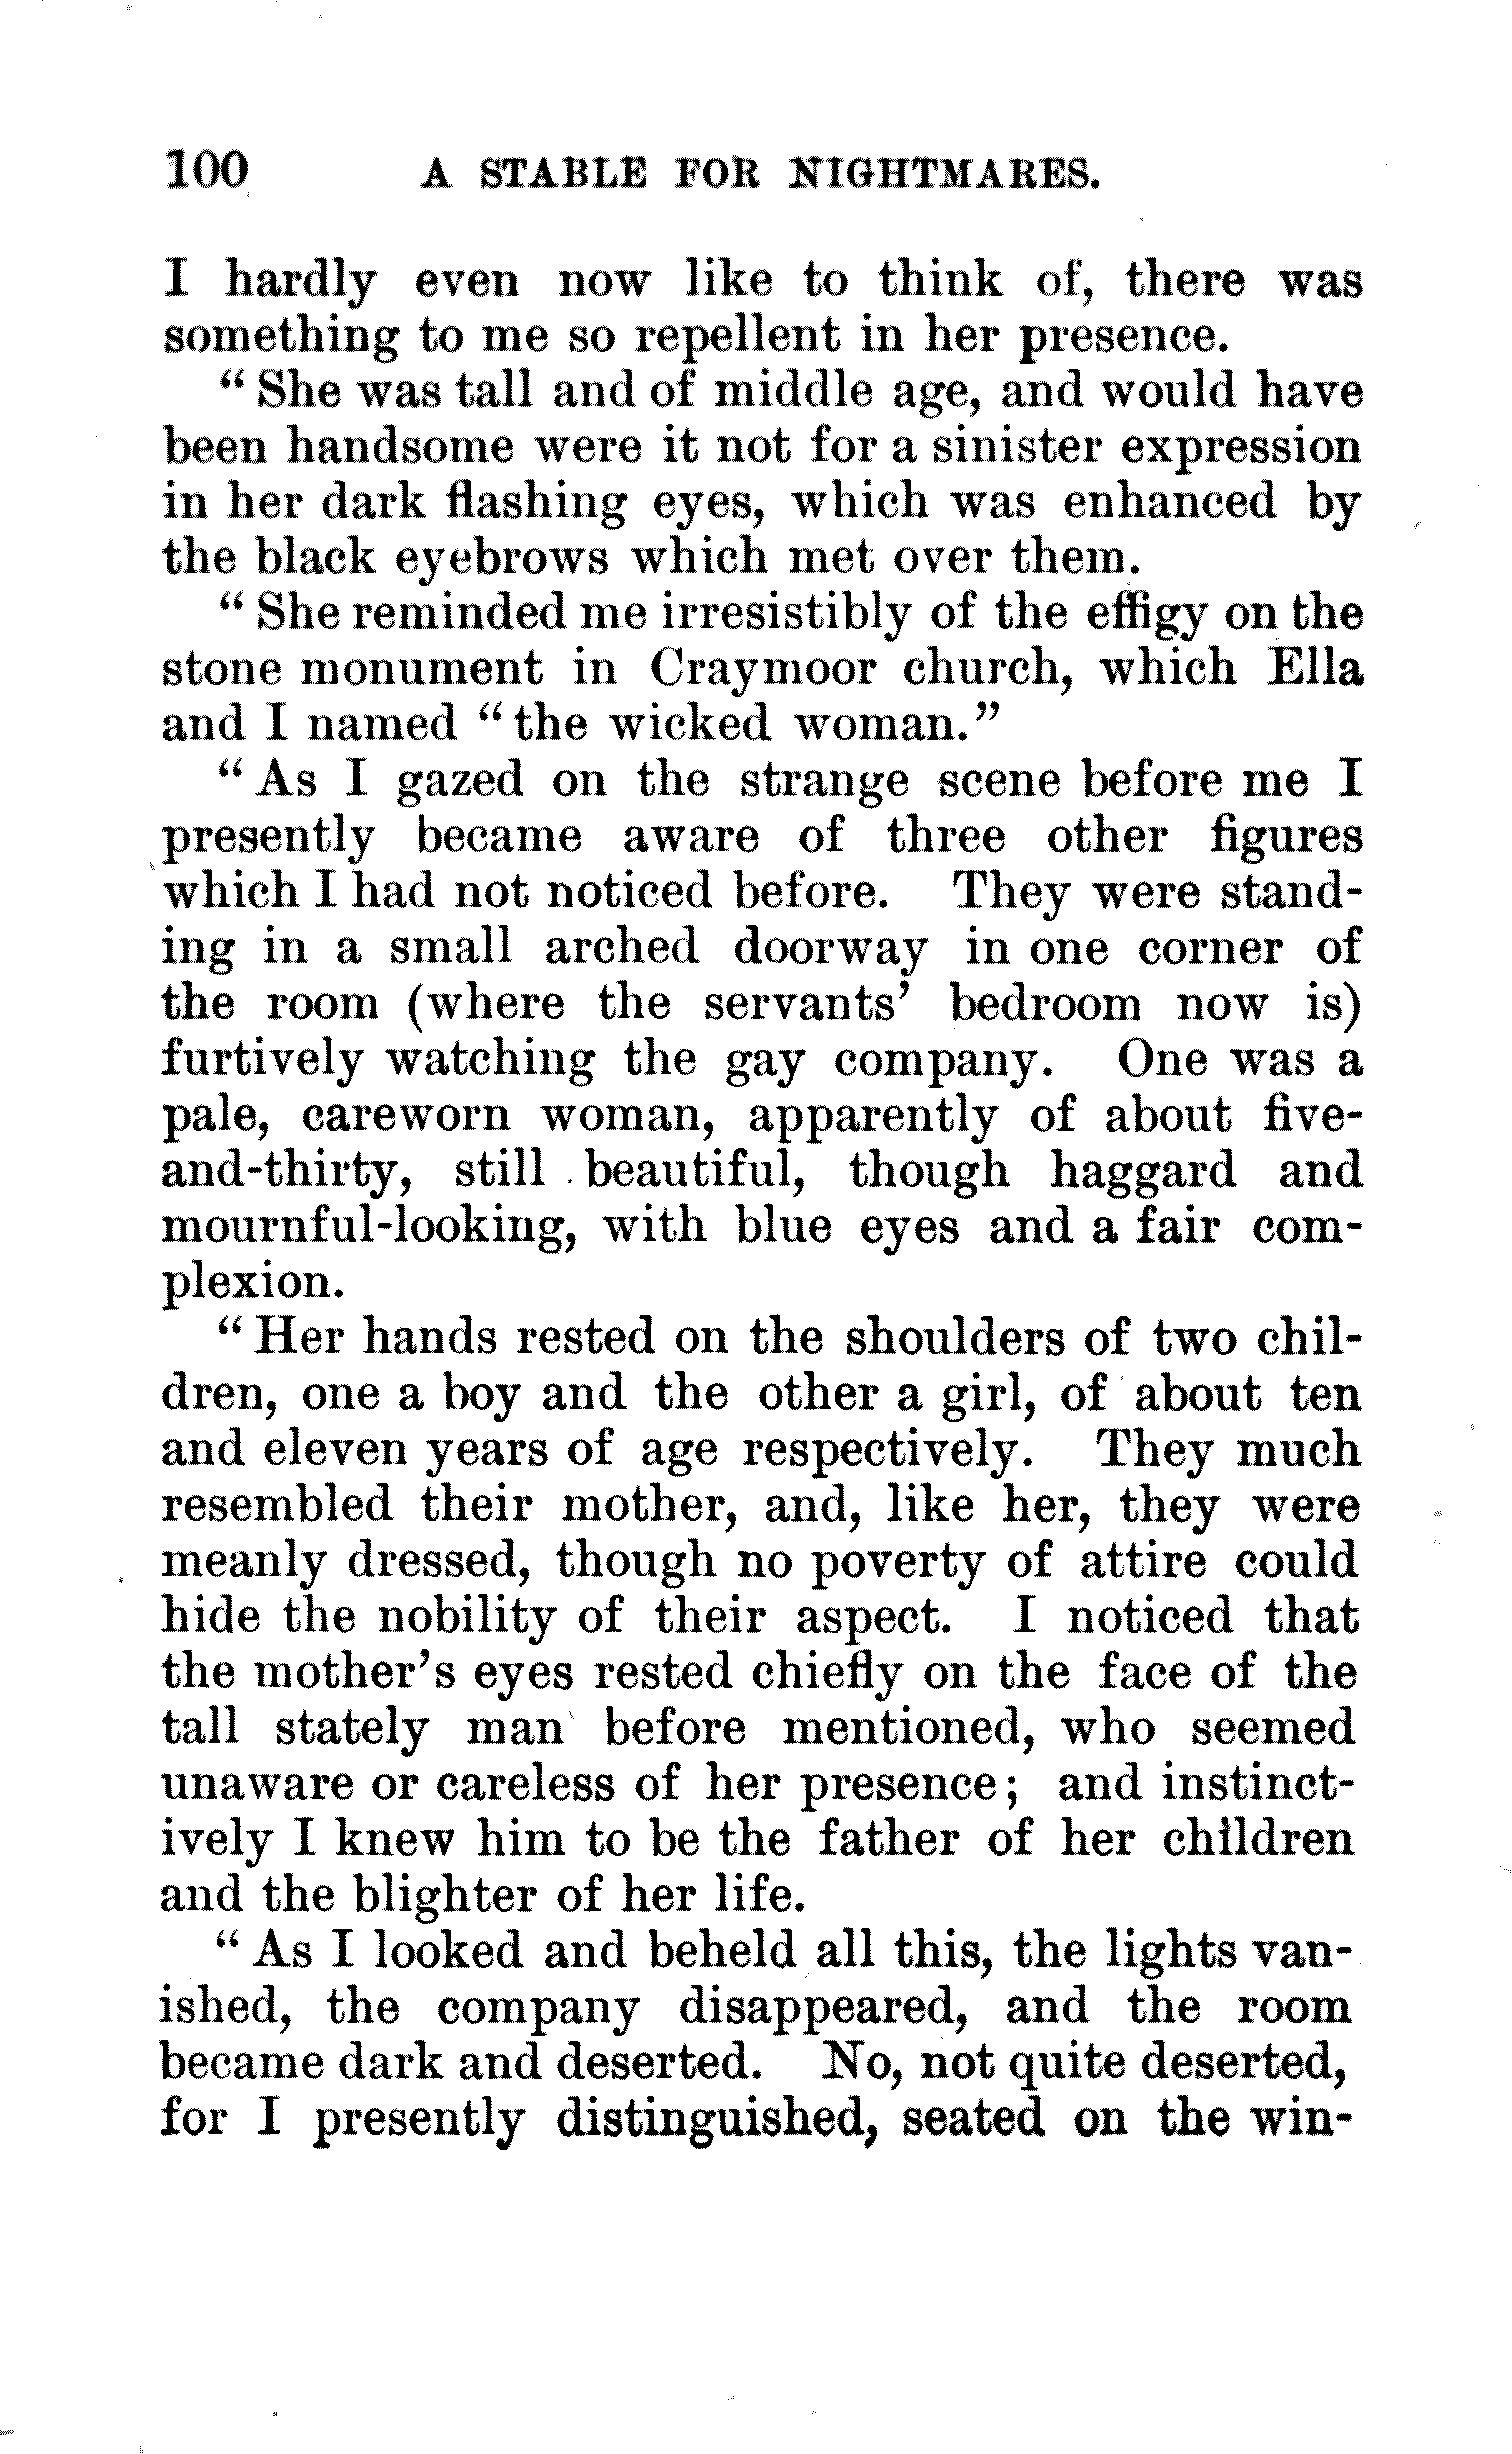 100 A STABLE FOR NIGHTMARES.
I hardly even now like to think of, there was
something to me so repellent in her presence.
“ She was tall and of middle age, and would have
been handsome were it not for a sinister expression
in her dark flashing eyes, which was enhanced by
the black eyebrows which met over them.
“ She reminded me irresistibly of the effigy on the
stone monument in Craymoor church, which Ella
and I named “ the wicked woman.”
“ As I gazed on the strange scene before me I
presently became aware of three other figures
which I had not noticed before. They were stand-
ing in a small arched doorway in one corner of
the room (where the servants’ bedroom now is)
furtively watching the gay company. One was a
pale, careworn woman, apparently of about five-
and-thirty, still beautiful, though haggard and
mournful-looking, with blue eyes and a fair com-
plexion.
“ Her hands rested on the shoulders of two chil-
dren, one a boy and the other a girl, of about ten
and eleven years of age respectively. They much
resembled their mother, and, like her, they were
meanly dressed, though no poverty of attire could
hide the nobility of their aspect. I noticed that
the mother’s eyes rested chiefly on the face of the
tall stately man before mentioned, who seemed
unaware or careless of her presence; and instinct-
ively I knew him to be the father of her children
and the blighter of her life.
“ As I looked and beheld all this, the lights van-
ished, the company disappeared, and the room
became dark and deserted. No, not quite deserted,
for I presently distinguished, seated on the win-